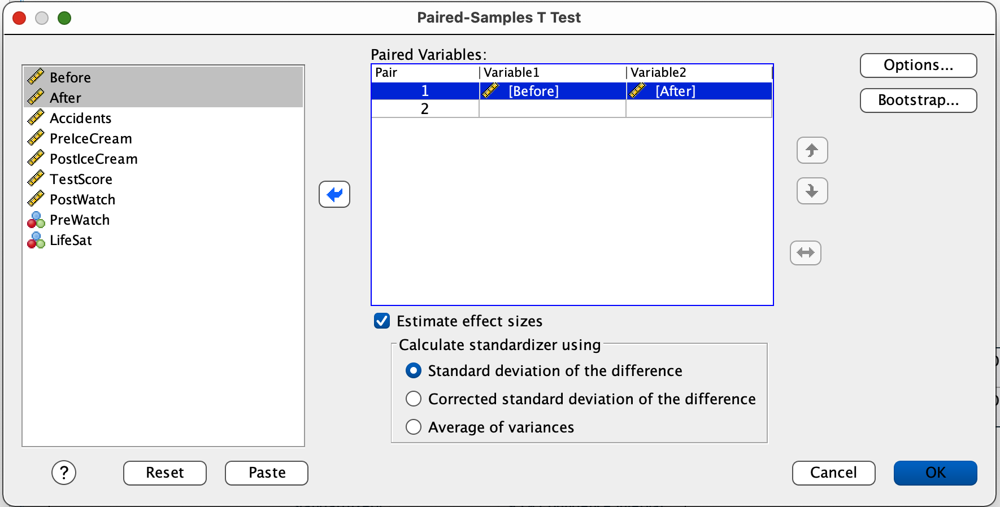 Paired-Samples T Test
Before
After
Accidents
PreIceCream
PostIceCream
TestScore
PostWatch
PreWatch
LifeSat
Paired Variables:
Pair Variable1 Variable2
1 [Before] [After]
2
Estimate effect sizes
Calculate standardizer using
Standard deviation of the difference
Corrected standard deviation of the difference
Average of variances
Options...
Bootstrap...
?
Reset
Paste
Cancel
OK